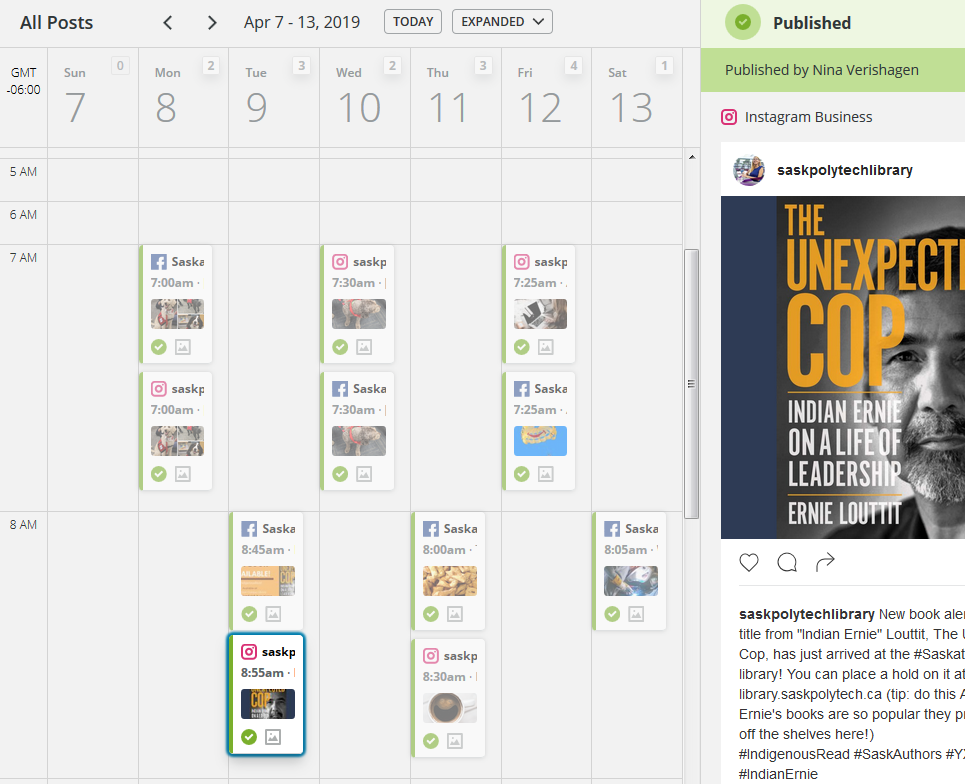 All Posts
Apr 7 - 13, 2019
TODAY
EXPANDED
GMT
-06:00
Sun
0
7
Mon
2
8
Tue
3
9
Wed
2
10
Thu
3
11
Fri
4
12
Sat
1
13
5 AM
6 AM
7 AM
Saska
7:00am ·
saskp
7:30am ·
saskp
7:25am ·
saskp
7:00am ·
Saska
7:30am ·
Saska
7:25am ·
8 AM
Saska
8:45am ·
Saska
8:00am ·
Saska
8:05am ·
saskp
8:55am ·
saskp
8:30am ·
Published
Published by Nina Verishagen
Instagram Business
saskpolytechlibrary
THE
UNEXPECTE
COP
INDIAN ERNIE
ON A LIFE OF
LEADERSHIP
ERNIE LOUTTIT
saskpolytechlibrary New book aler
title from "Indian Ernie" Louttit, The U
Cop, has just arrived at the #Saskat
library! You can place a hold on it at
library.saskpolytech.ca (tip: do this A
Ernie's books are so popular they pr
off the shelves here!)
#IndigenousRead #SaskAuthors #YX
#IndianErnie